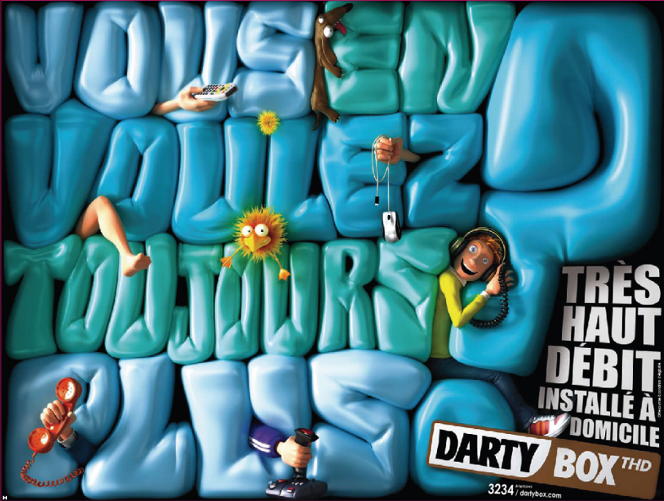 VOUS EN
VOULEZ
TOUJOURS
PLUS ?
TRÈS
HAUT
DÉBIT
INSTALLÉ À
DOMICILE
DARTY BOX THD
3234 / dartybox.com